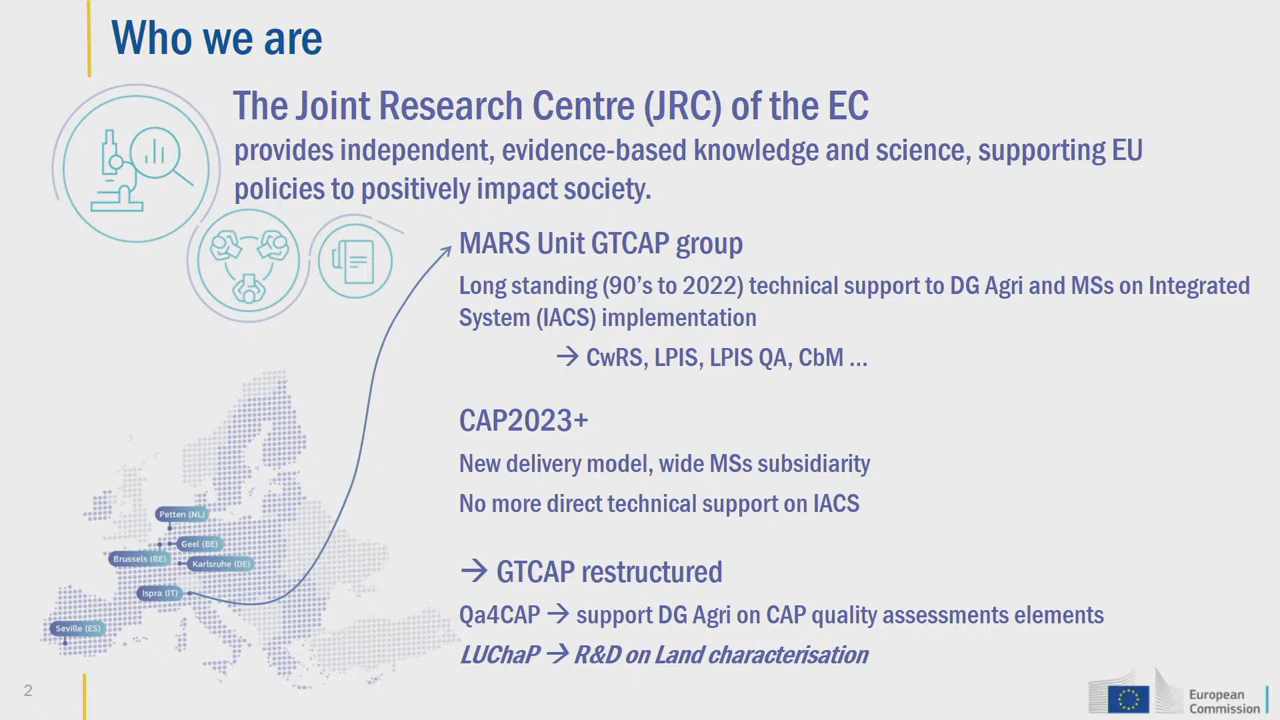 Who we are
The Joint Research Centre (JRC) of the EC
provides independent, evidence-based knowledge and science, supporting EU
policies to positively impact society.
MARS Unit GTCAP group
Long standing (90's to 2022) technical support to DG Agri and MSs on Integrated
System (IACS) implementation
→ CwRS, LPIS, LPIS QA, CbM ...
CAP2023+
New delivery model, wide MSs subsidiarity
No more direct technical support on IACS
→ GTCAP restructured
Qa4CAP → support DG Agri on CAP quality assessments elements
LUChaP → R&D on Land characterisation
Petten (NL)
Geel (BE)
Brussels (BE)
Karlsruhe (DE)
Ispra (IT)
Seville (ES)
2
European
Commission